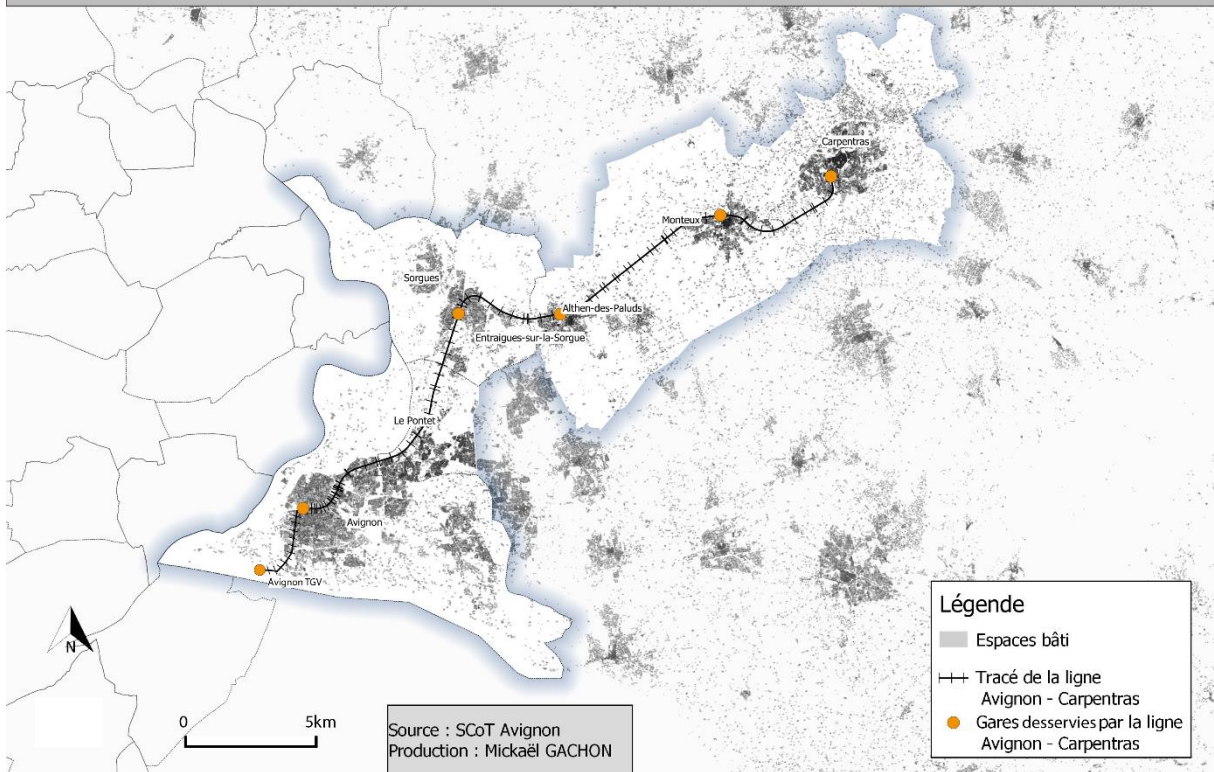 Carpentras
Monteux
Sorgues
Althen-des-Paluds
Entraigues-sur-la-Sorgue
Le Pontet
Avignon
Avignon TGV
N
0 5km
Source : SCoT Avignon
Production : Mickaël GACHON
Légende
Espaces bâti
Tracé de la ligne
Avignon - Carpentras
Gares desservies par la ligne
Avignon - Carpentras